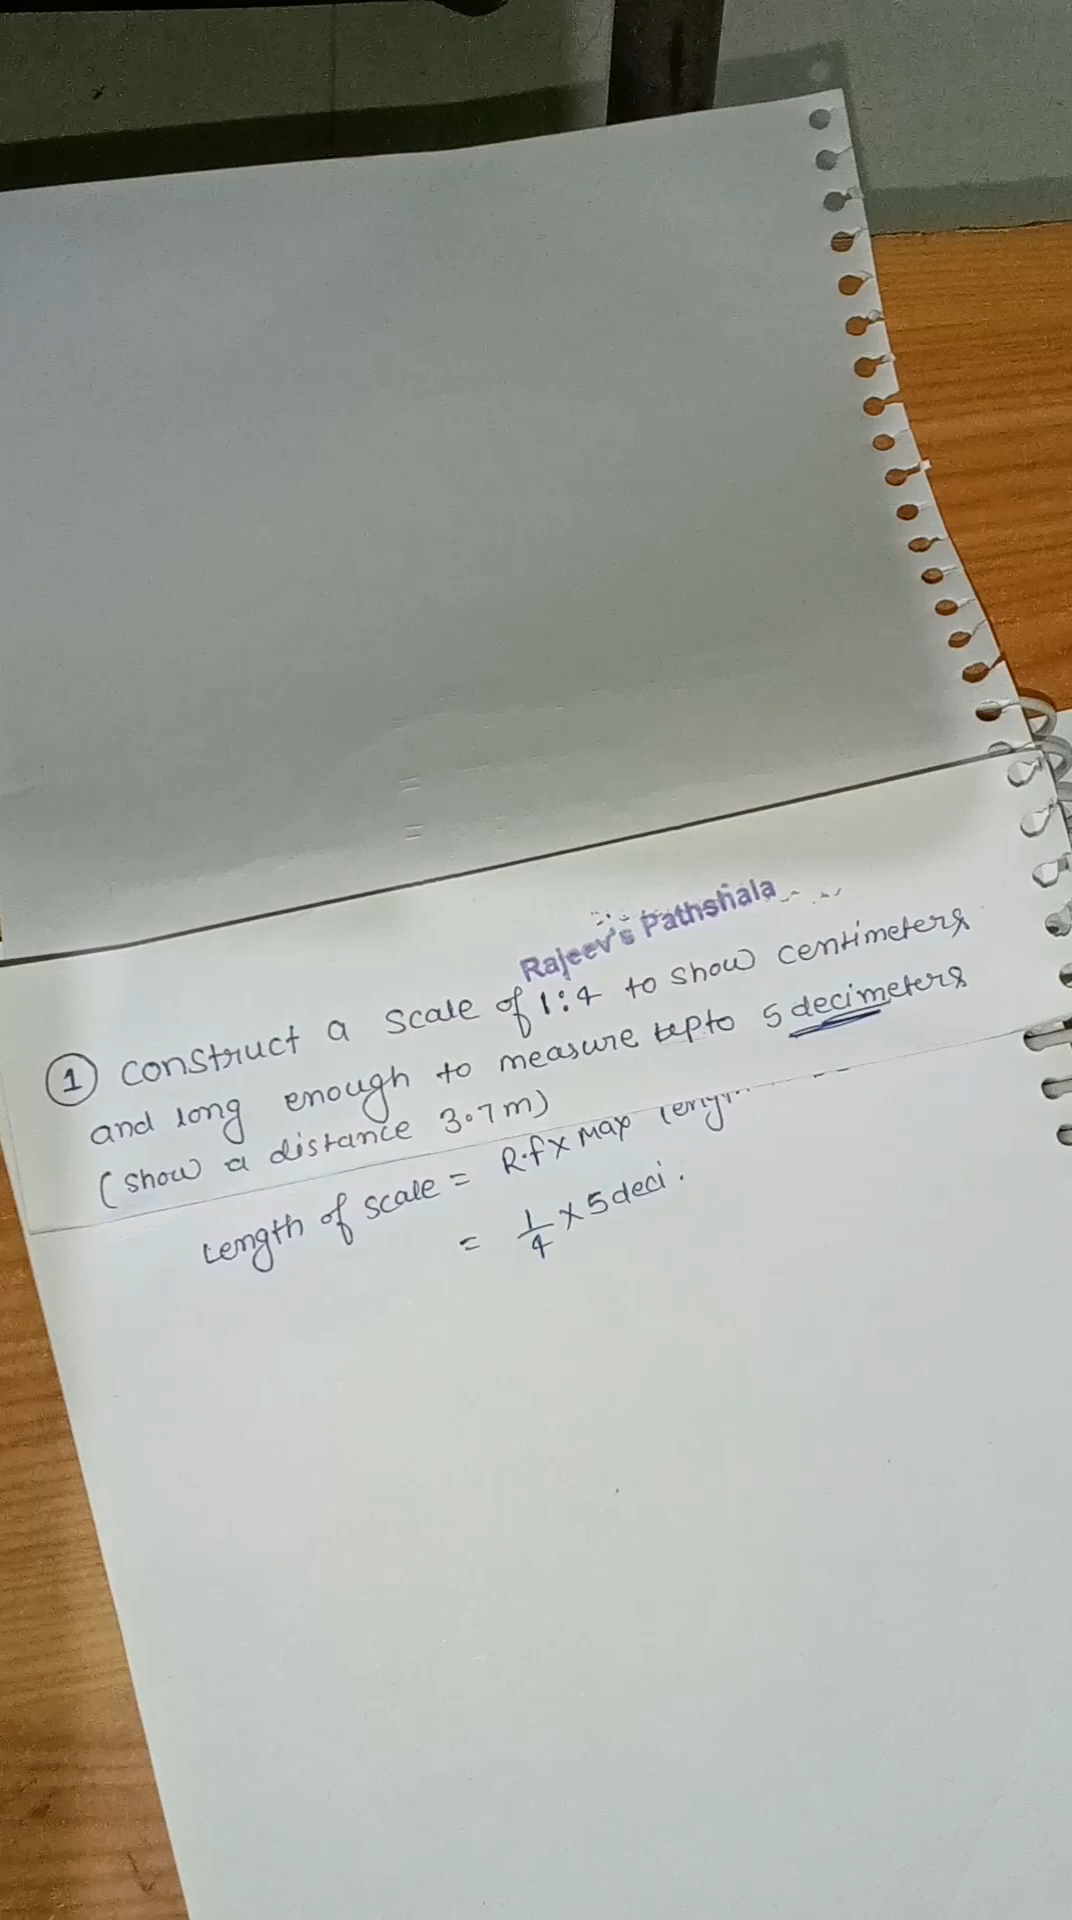 Rajeev's Pathshala
① construct a scale of 1:4 to show centimeters
and long enough to measure upto 5 decimeters
(show a distance 3.7m)
Length of scale = R.f x Max
= 1/4 x 5 deci.